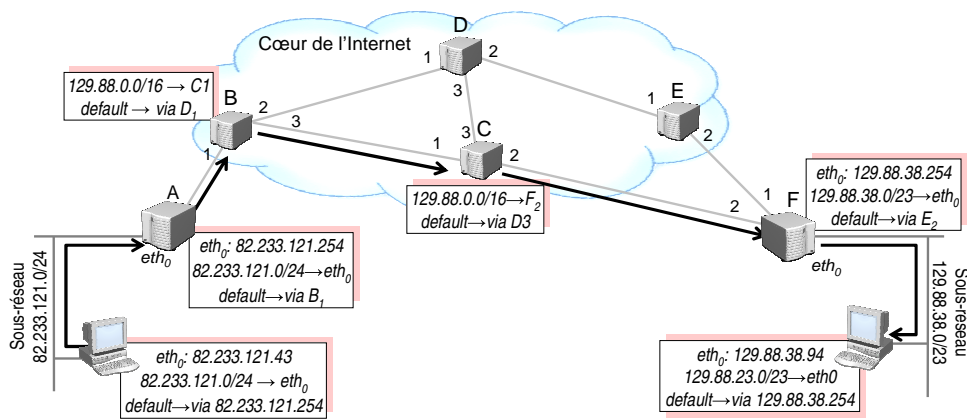 Cœur de l'Internet
D
1
2
3
129.88.0.0/16 → C1
default → via D1
B
2
3
1
E
1
2
C
3
1
2
129.88.0.0/16→F2
default→via D3
eth0: 129.88.38.254
129.88.38.0/23→eth0
default→via E2
F
1
2
eth0
A
eth0
eth0: 82.233.121.254
82.233.121.0/24→eth0
default→via B1
Sous-réseau
82.233.121.0/24
Sous-réseau
129.88.38.0/23
eth0: 82.233.121.43
82.233.121.0/24 → eth0
default→via 82.233.121.254
eth0: 129.88.38.94
129.88.23.0/23→eth0
default→via 129.88.38.254